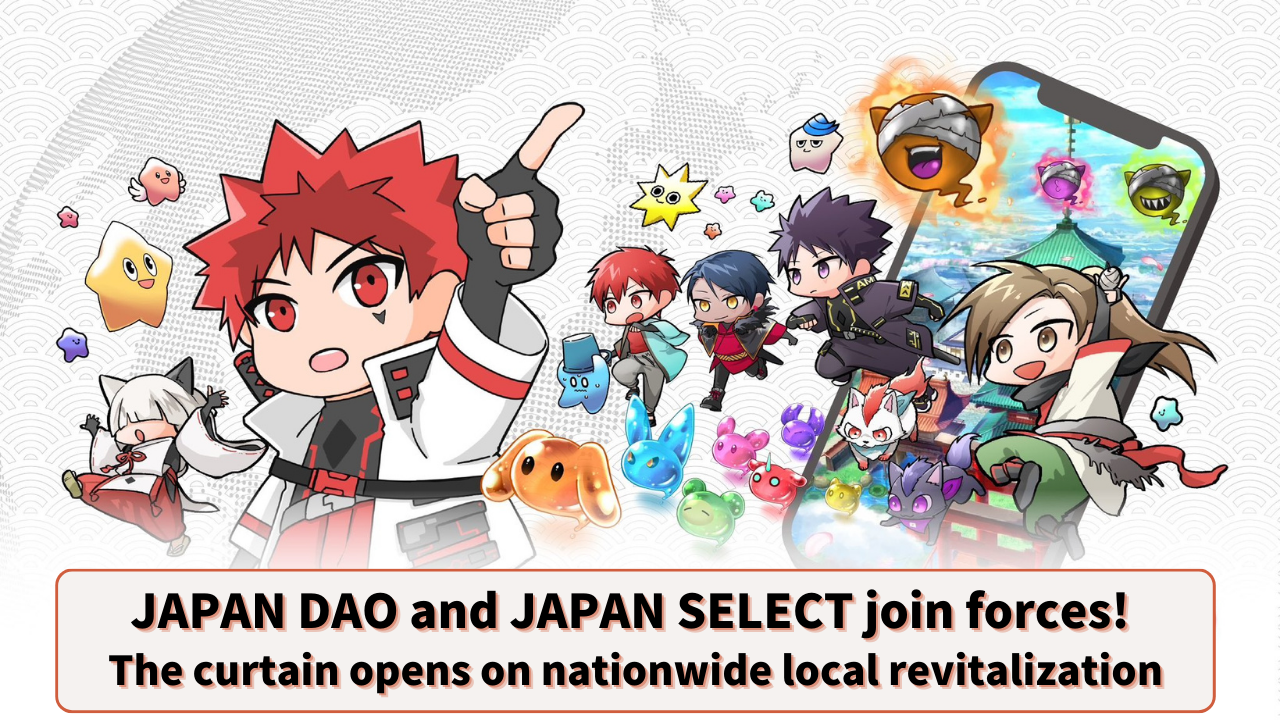 JAPAN DAO and JAPAN SELECT join forces!
The curtain opens on nationwide local revitalization